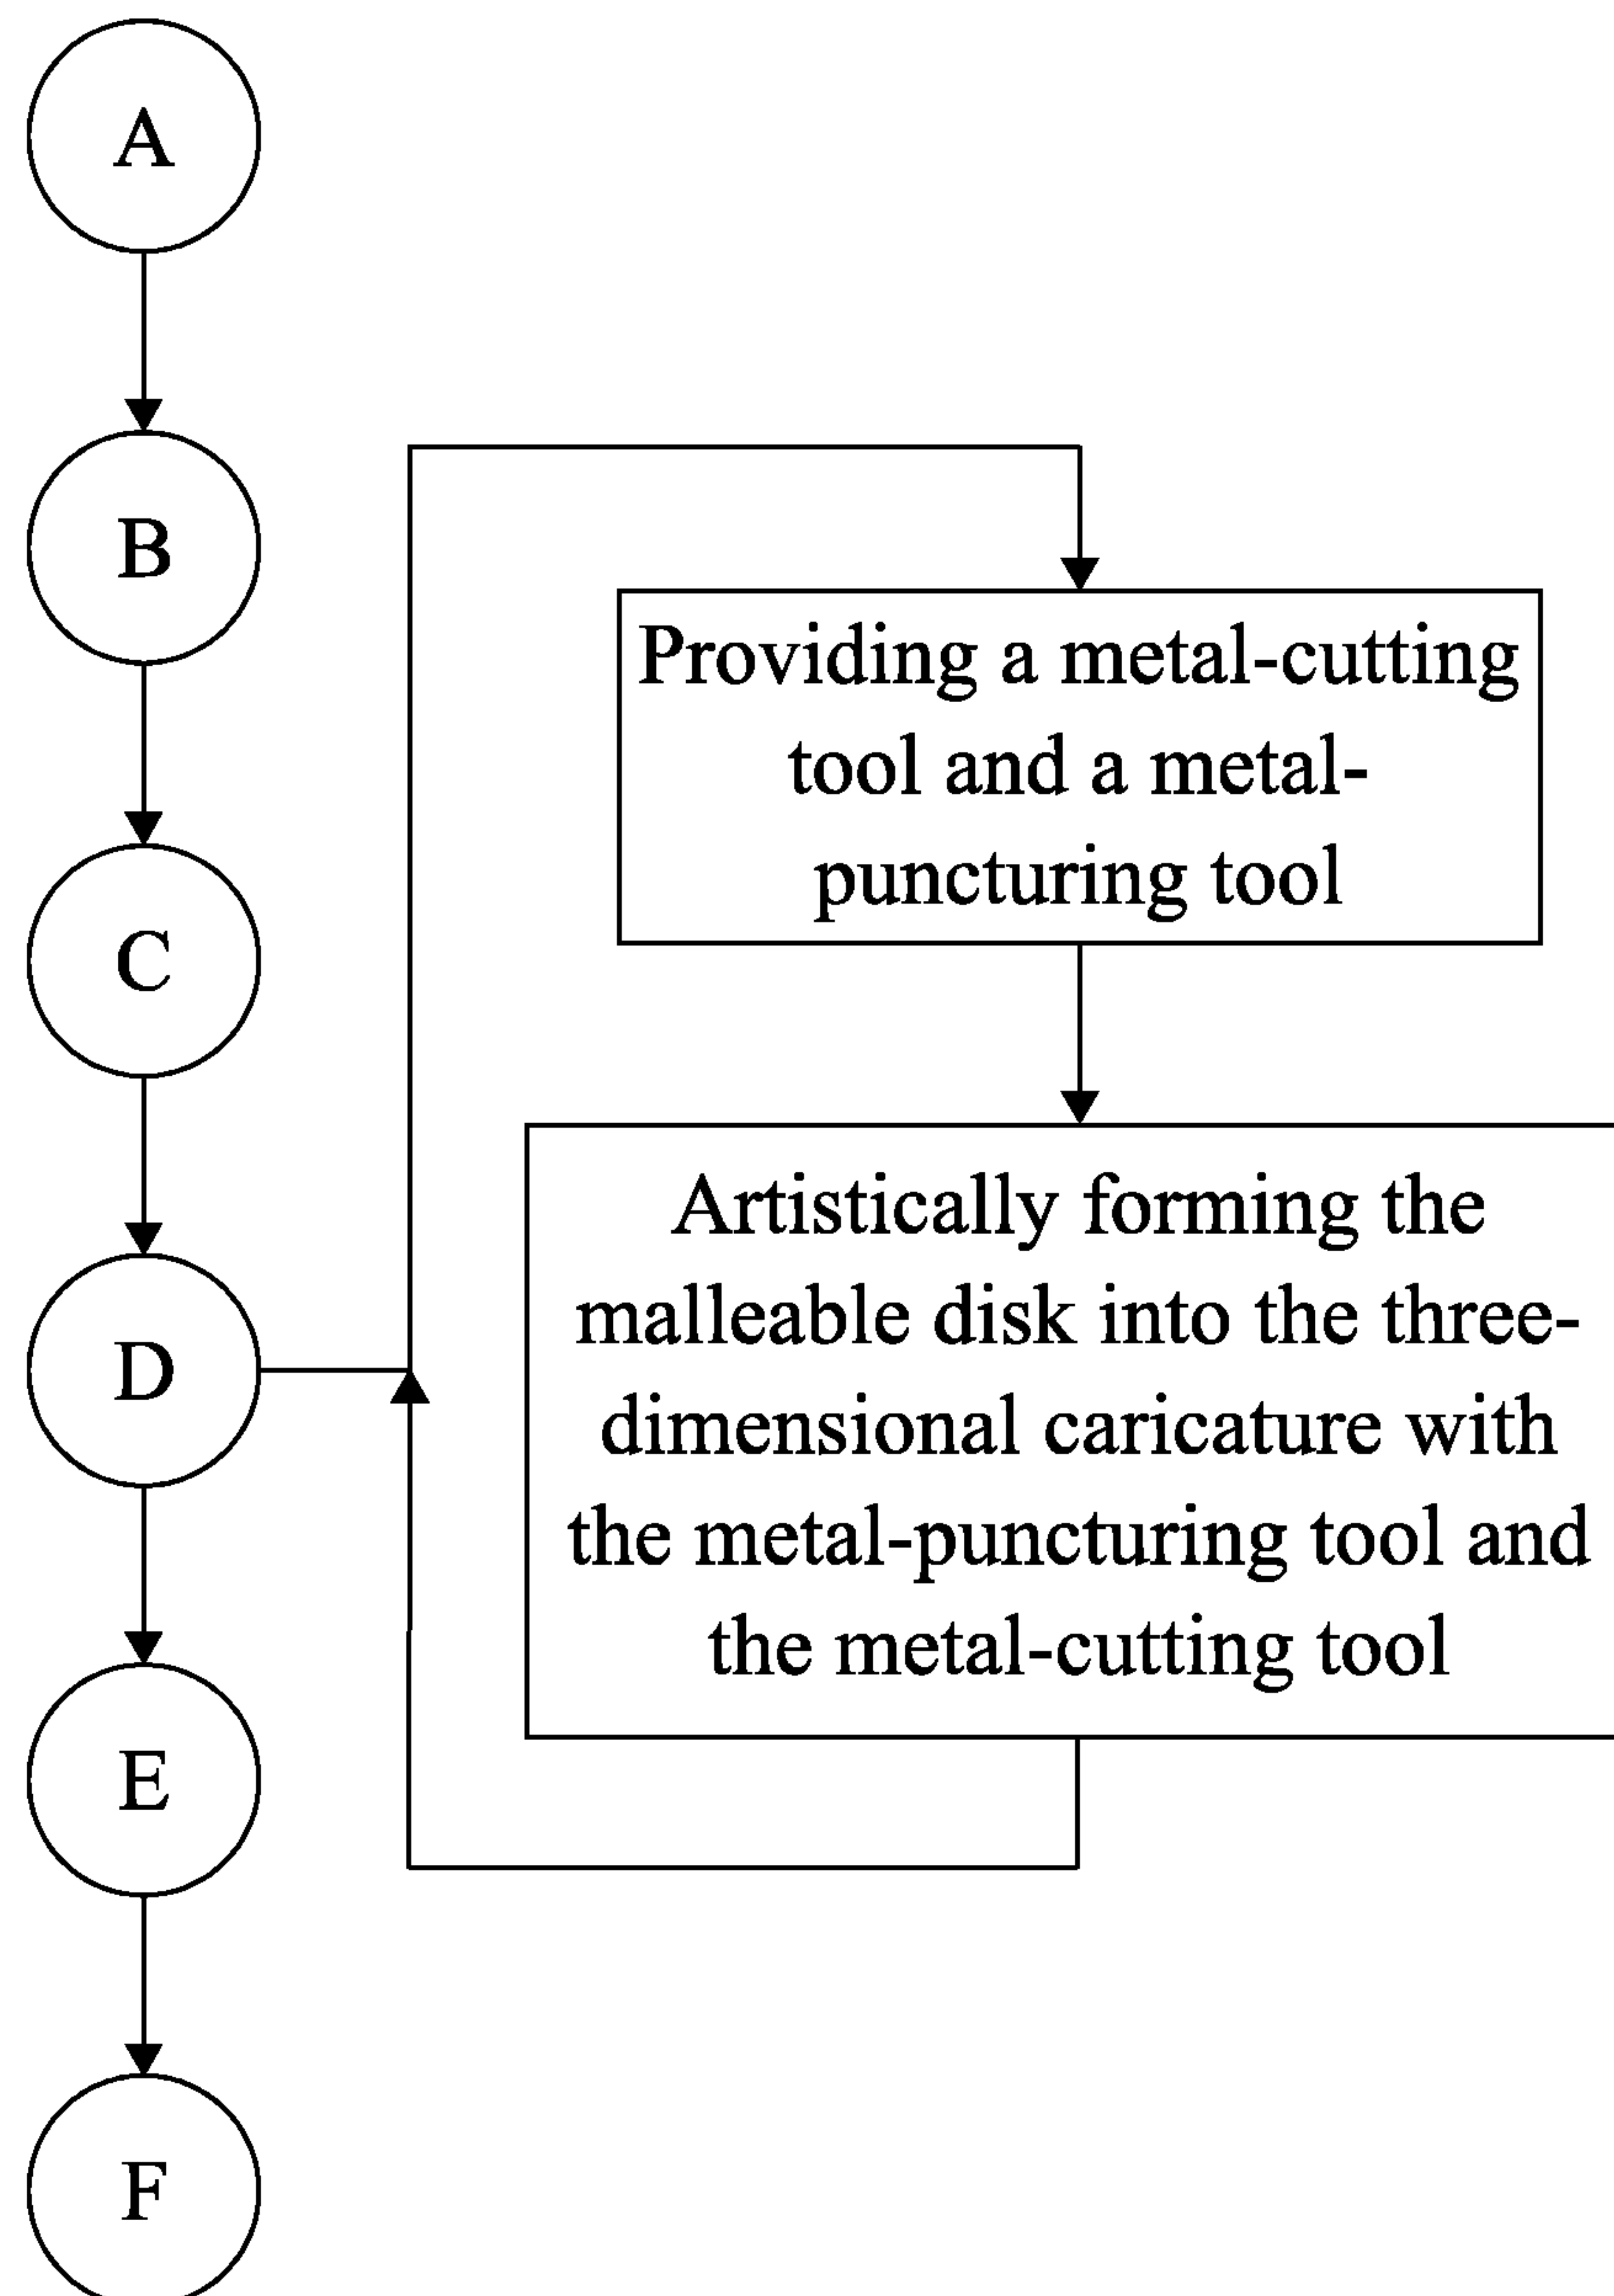 A
B
Providing a metal-cutting
tool and a metal-
puncturing tool
C
Artistically forming the
malleable disk into the three-
dimensional caricature with
the metal-puncturing tool and
the metal-cutting tool
D
E
F